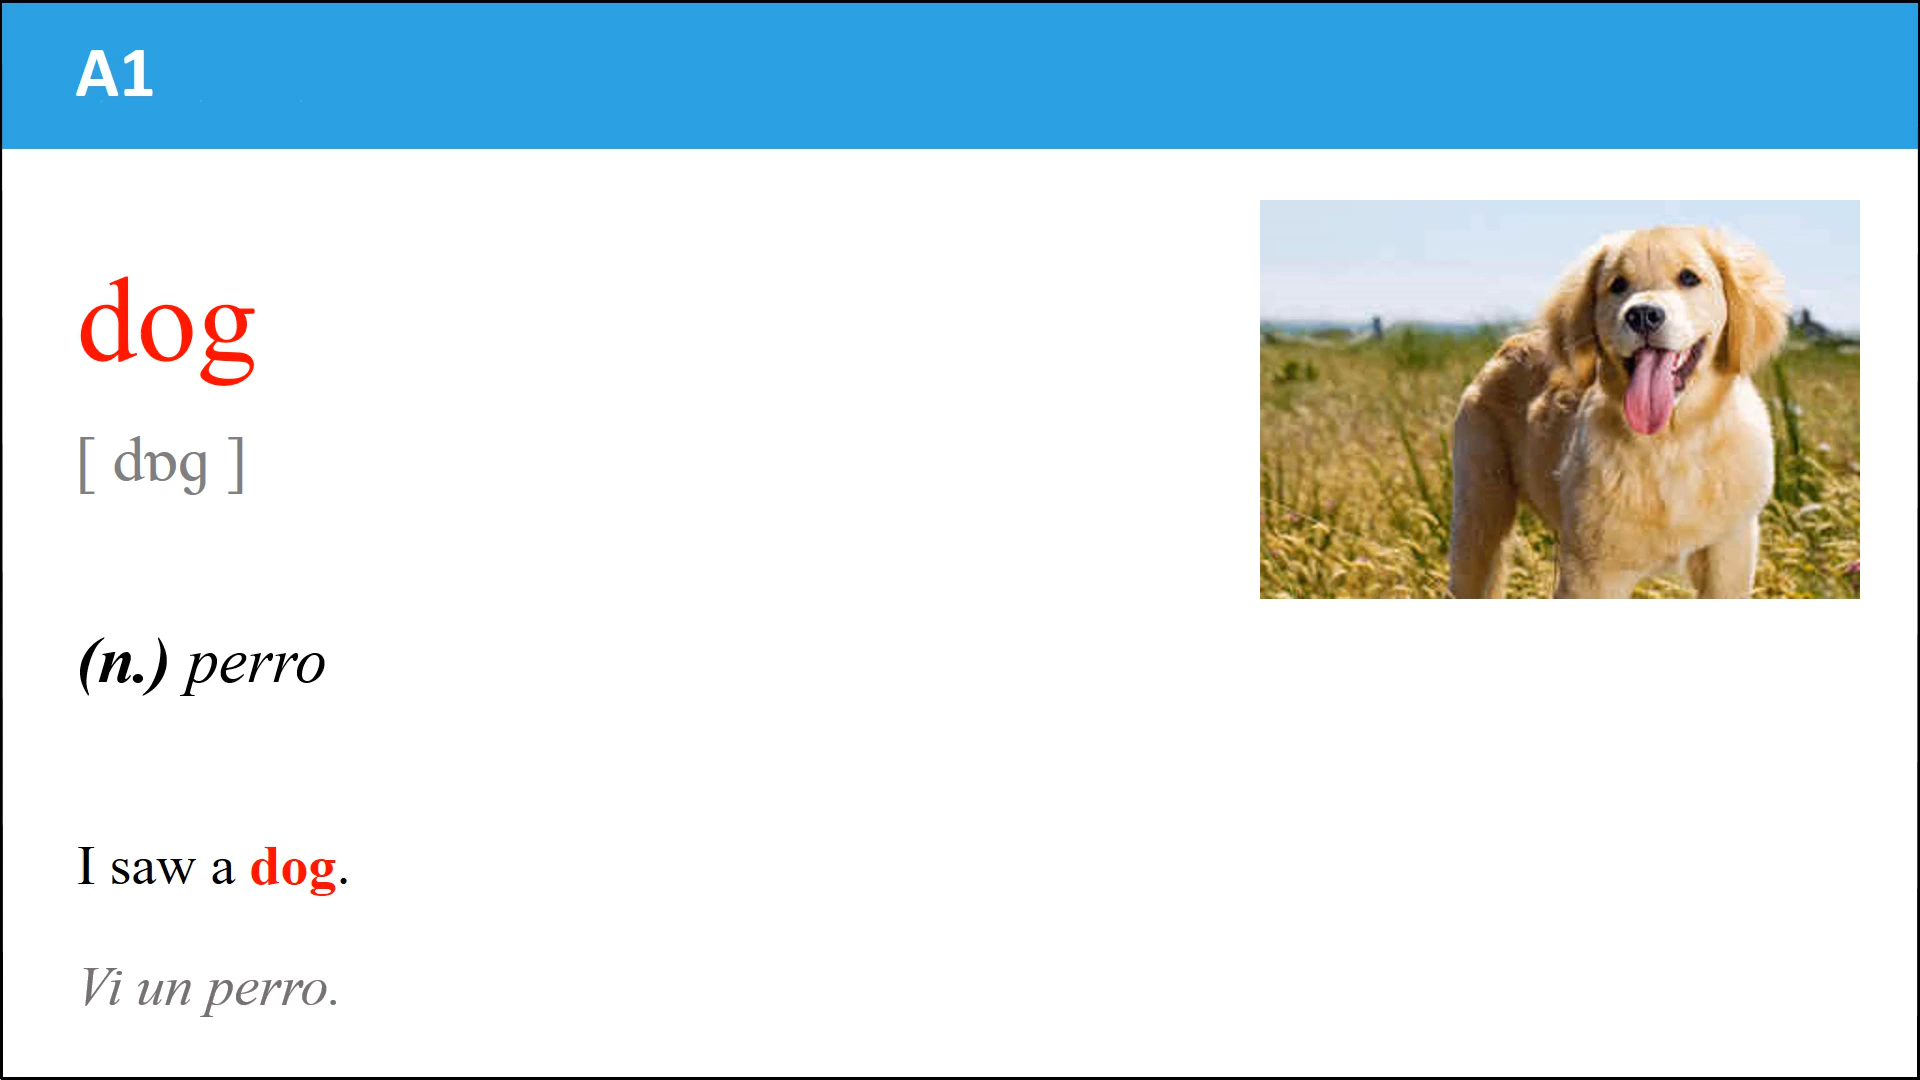 A1
dog
[ dɒg ]
(n.) perro
I saw a dog.
Vi un perro.